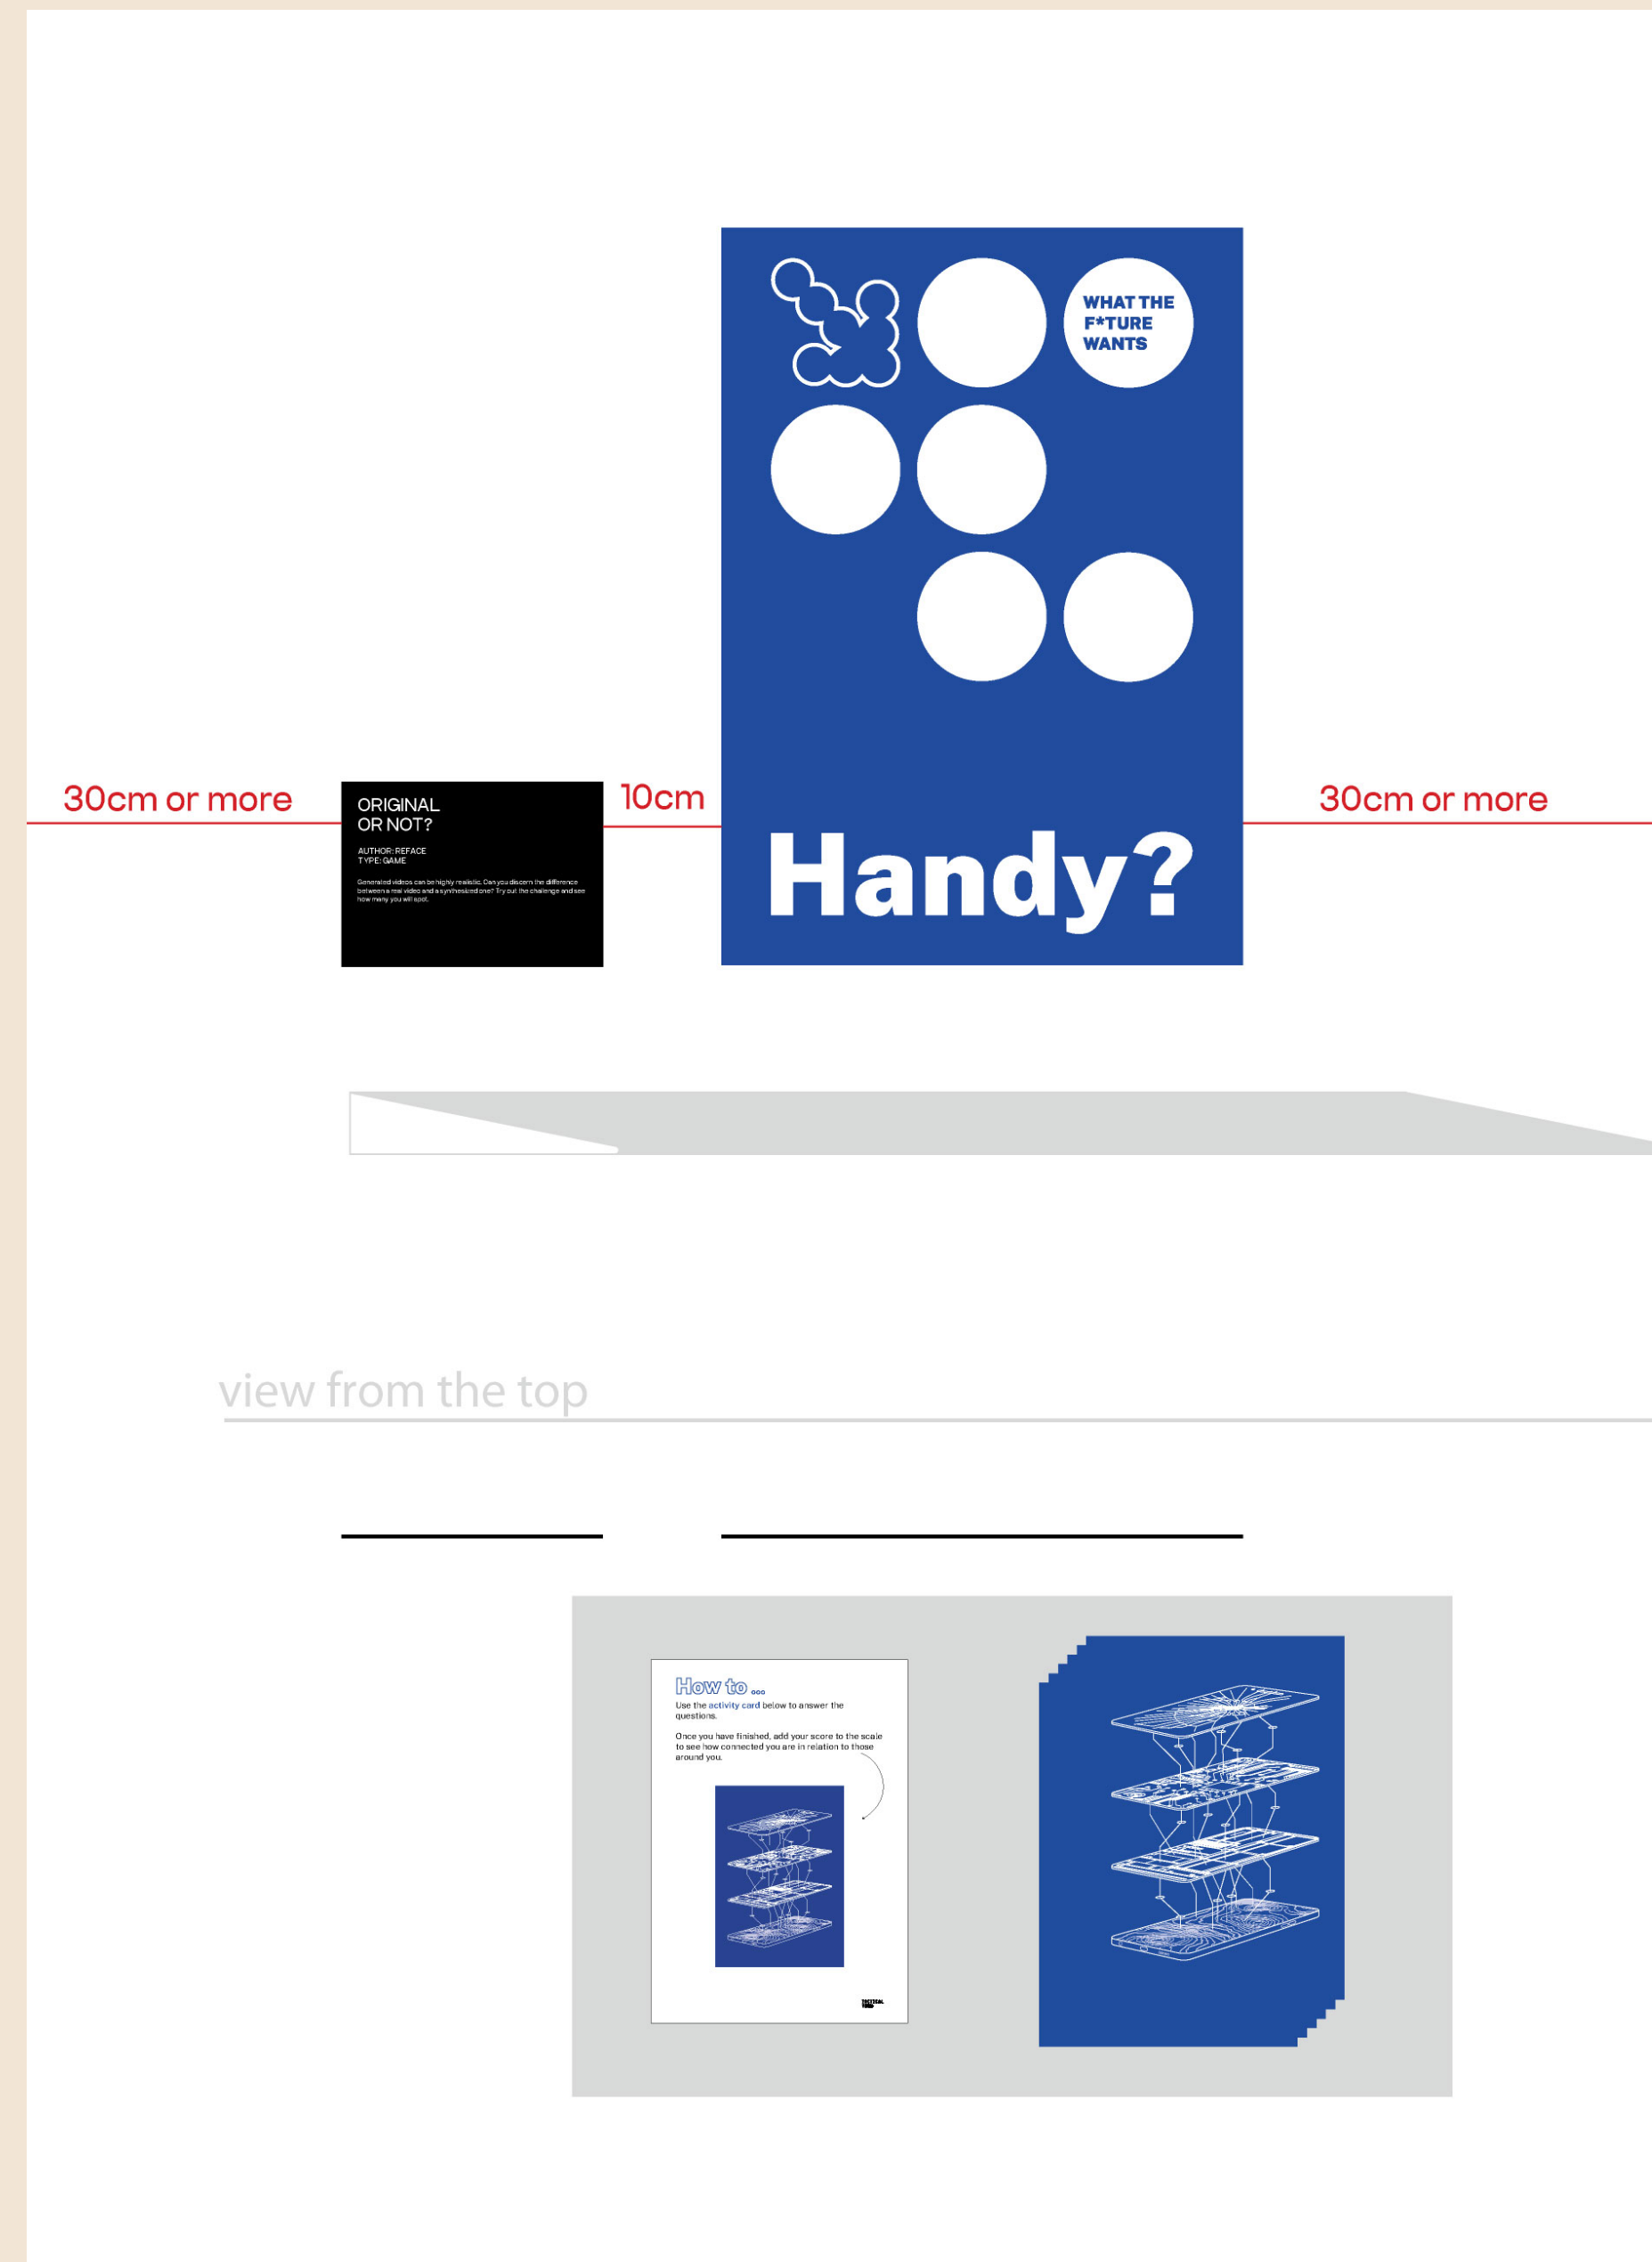 WHAT THE
F*TURE
WANTS
30cm or more
ORIGINAL
OR NOT?
AUTHOR: REFACE
TYPE: GAME
Generated videos can be highly realistic. Can you discern the difference
between a real video and a synthesized one? Try out the challenge and see
how many you will spot.
10cm
30cm or more
Handy?
view from the top
How to ...
Use the activity card below to answer the
questions.
Once you have finished, add your score to the scale
to see how connected you are in relation to those
around you.
TACTICAL
TECH